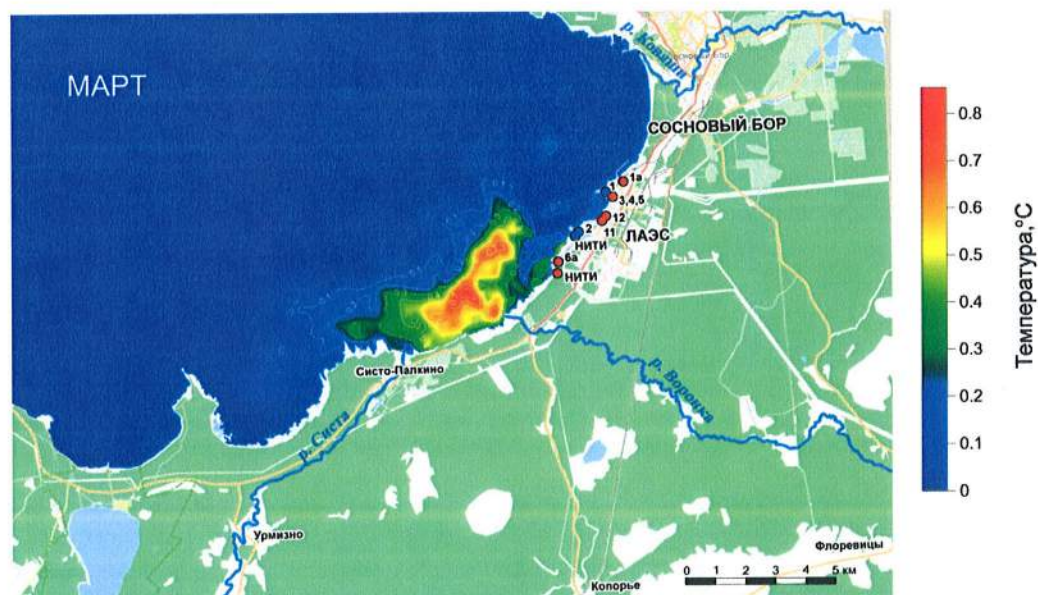 МАРТ
р. Коваши
СОСНОВЫЙ БОР
1а
1
3,4,5
12
11
2
НИТИ
ЛАЭС
6а
НИТИ
Систо-Палкино
р. Воронка
р. Систа
Урмизно
Флоревицы
Копорье
0 1 2 3 4 5 км
0.8
0.7
0.6
0.5
0.4
0.3
0.2
0.1
0
Температура,°С